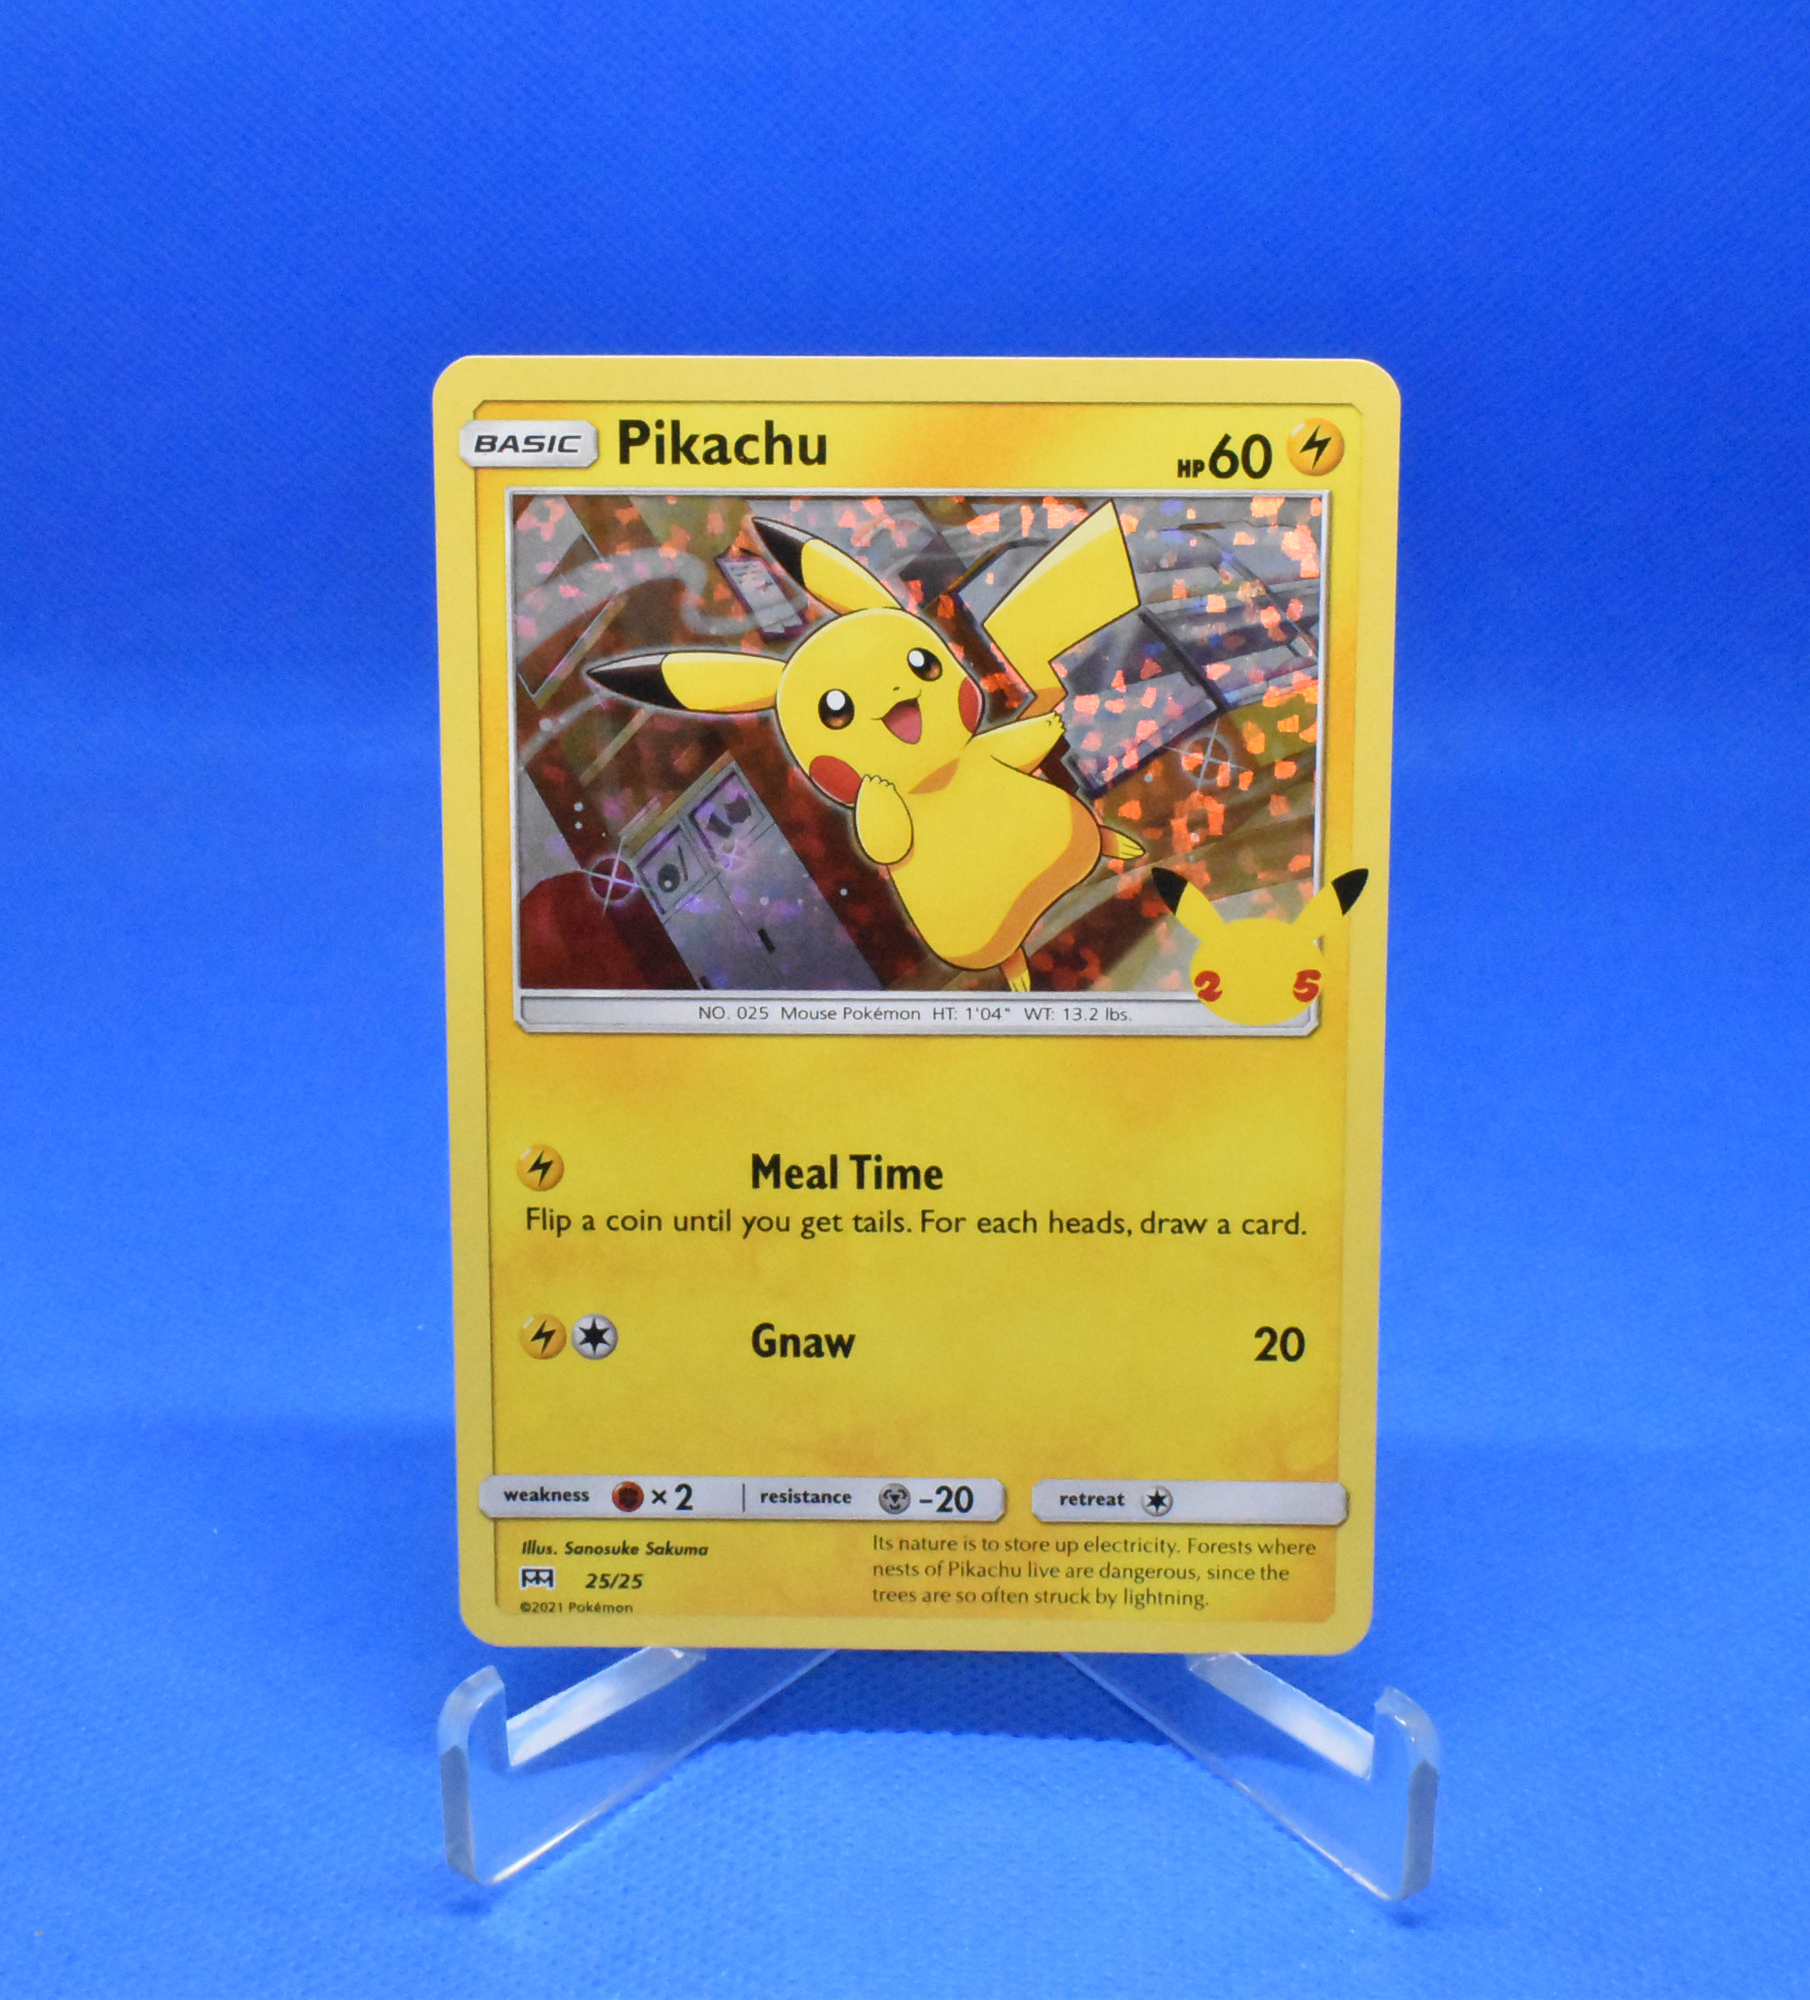 BASIC Pikachu HP 60
2 5
NO. 025 Mouse Pokémon HT: 1'04" WT: 13.2 lbs.
Meal Time
Flip a coin until you get tails. For each heads, draw a card.
Gnaw 20
weakness × 2 resistance -20 retreat
Illus. Sanosuke Sakuma
25/25
©2021 Pokémon
Its nature is to store up electricity. Forests where
nests of Pikachu live are dangerous, since the
trees are so often struck by lightning.